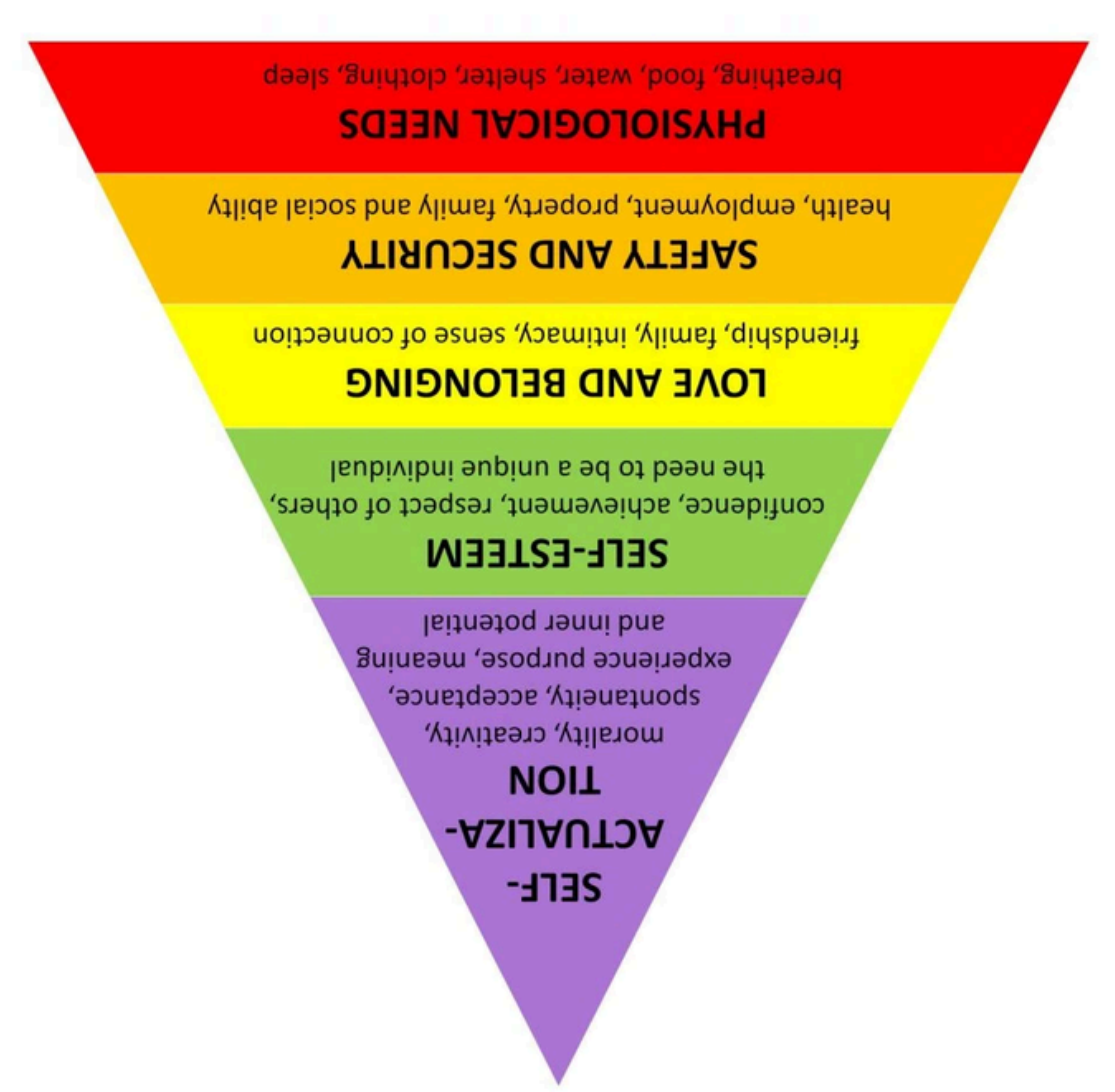 SELF-
ACTUALIZA-
TION
morality, creativity,
spontaneity, acceptance,
experience purpose, meaning
and inner potential
SELF-ESTEEM
confidence, achievement, respect of others,
the need to be a unique individual
LOVE AND BELONGING
friendship, family, intimacy, sense of connection
SAFETY AND SECURITY
health, employment, property, family and social abilty
PHYSIOLOGICAL NEEDS
breathing, food, water, shelter, clothing, sleep